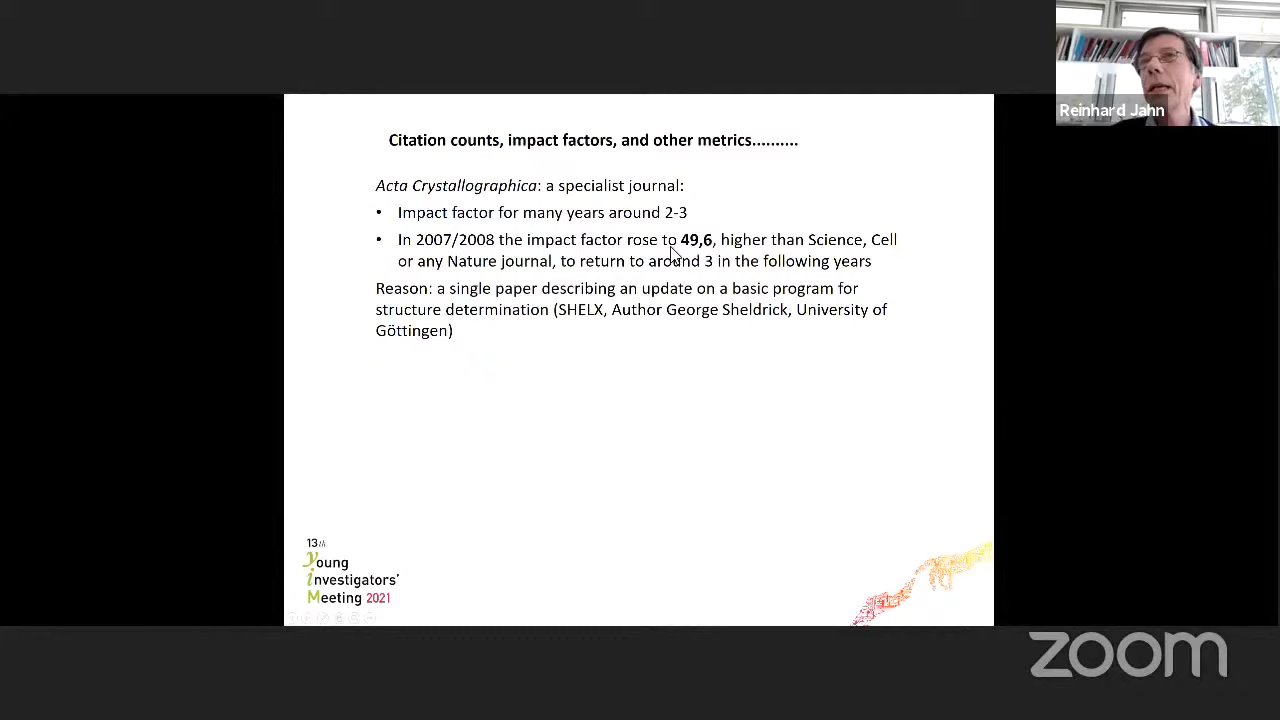 Reinhard Jahn
Citation counts, impact factors, and other metrics..........
Acta Crystallographica: a specialist journal:
• Impact factor for many years around 2-3
• In 2007/2008 the impact factor rose to 49,6, higher than Science, Cell
or any Nature journal, to return to around 3 in the following years
Reason: a single paper describing an update on a basic program for
structure determination (SHELX, Author George Sheldrick, University of
Göttingen)
13th
Young
investigators'
Meeting 2021
zoom